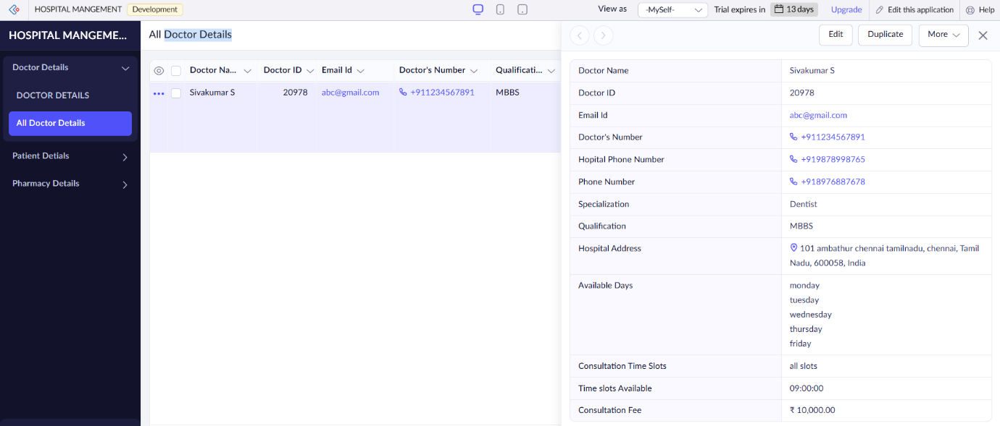 HOSPITAL MANGEMENT Development View as -MySelf- Trial expires in 13 days Upgrade Edit this application Help
HOSPITAL MANGEME...
Doctor Details
DOCTOR DETAILS
All Doctor Details
Patient Detials
Pharmacy Details
All Doctor Details
Doctor Na... Doctor ID Email Id Doctor's Number Qualificati...
Sivakumar S 20978 abc@gmail.com +911234567891 MBBS
Edit Duplicate More
Doctor Name Sivakumar S
Doctor ID 20978
Email Id abc@gmail.com
Doctor's Number +911234567891
Hopital Phone Number +919878998765
Phone Number +918976887678
Specialization Dentist
Qualification MBBS
Hospital Address 101 ambathur chennai tamilnadu, chennai, Tamil
Nadu, 600058, India
Available Days monday
tuesday
wednesday
thursday
friday
Consultation Time Slots all slots
Time slots Available 09:00:00
Consultation Fee ₹ 10,000.00